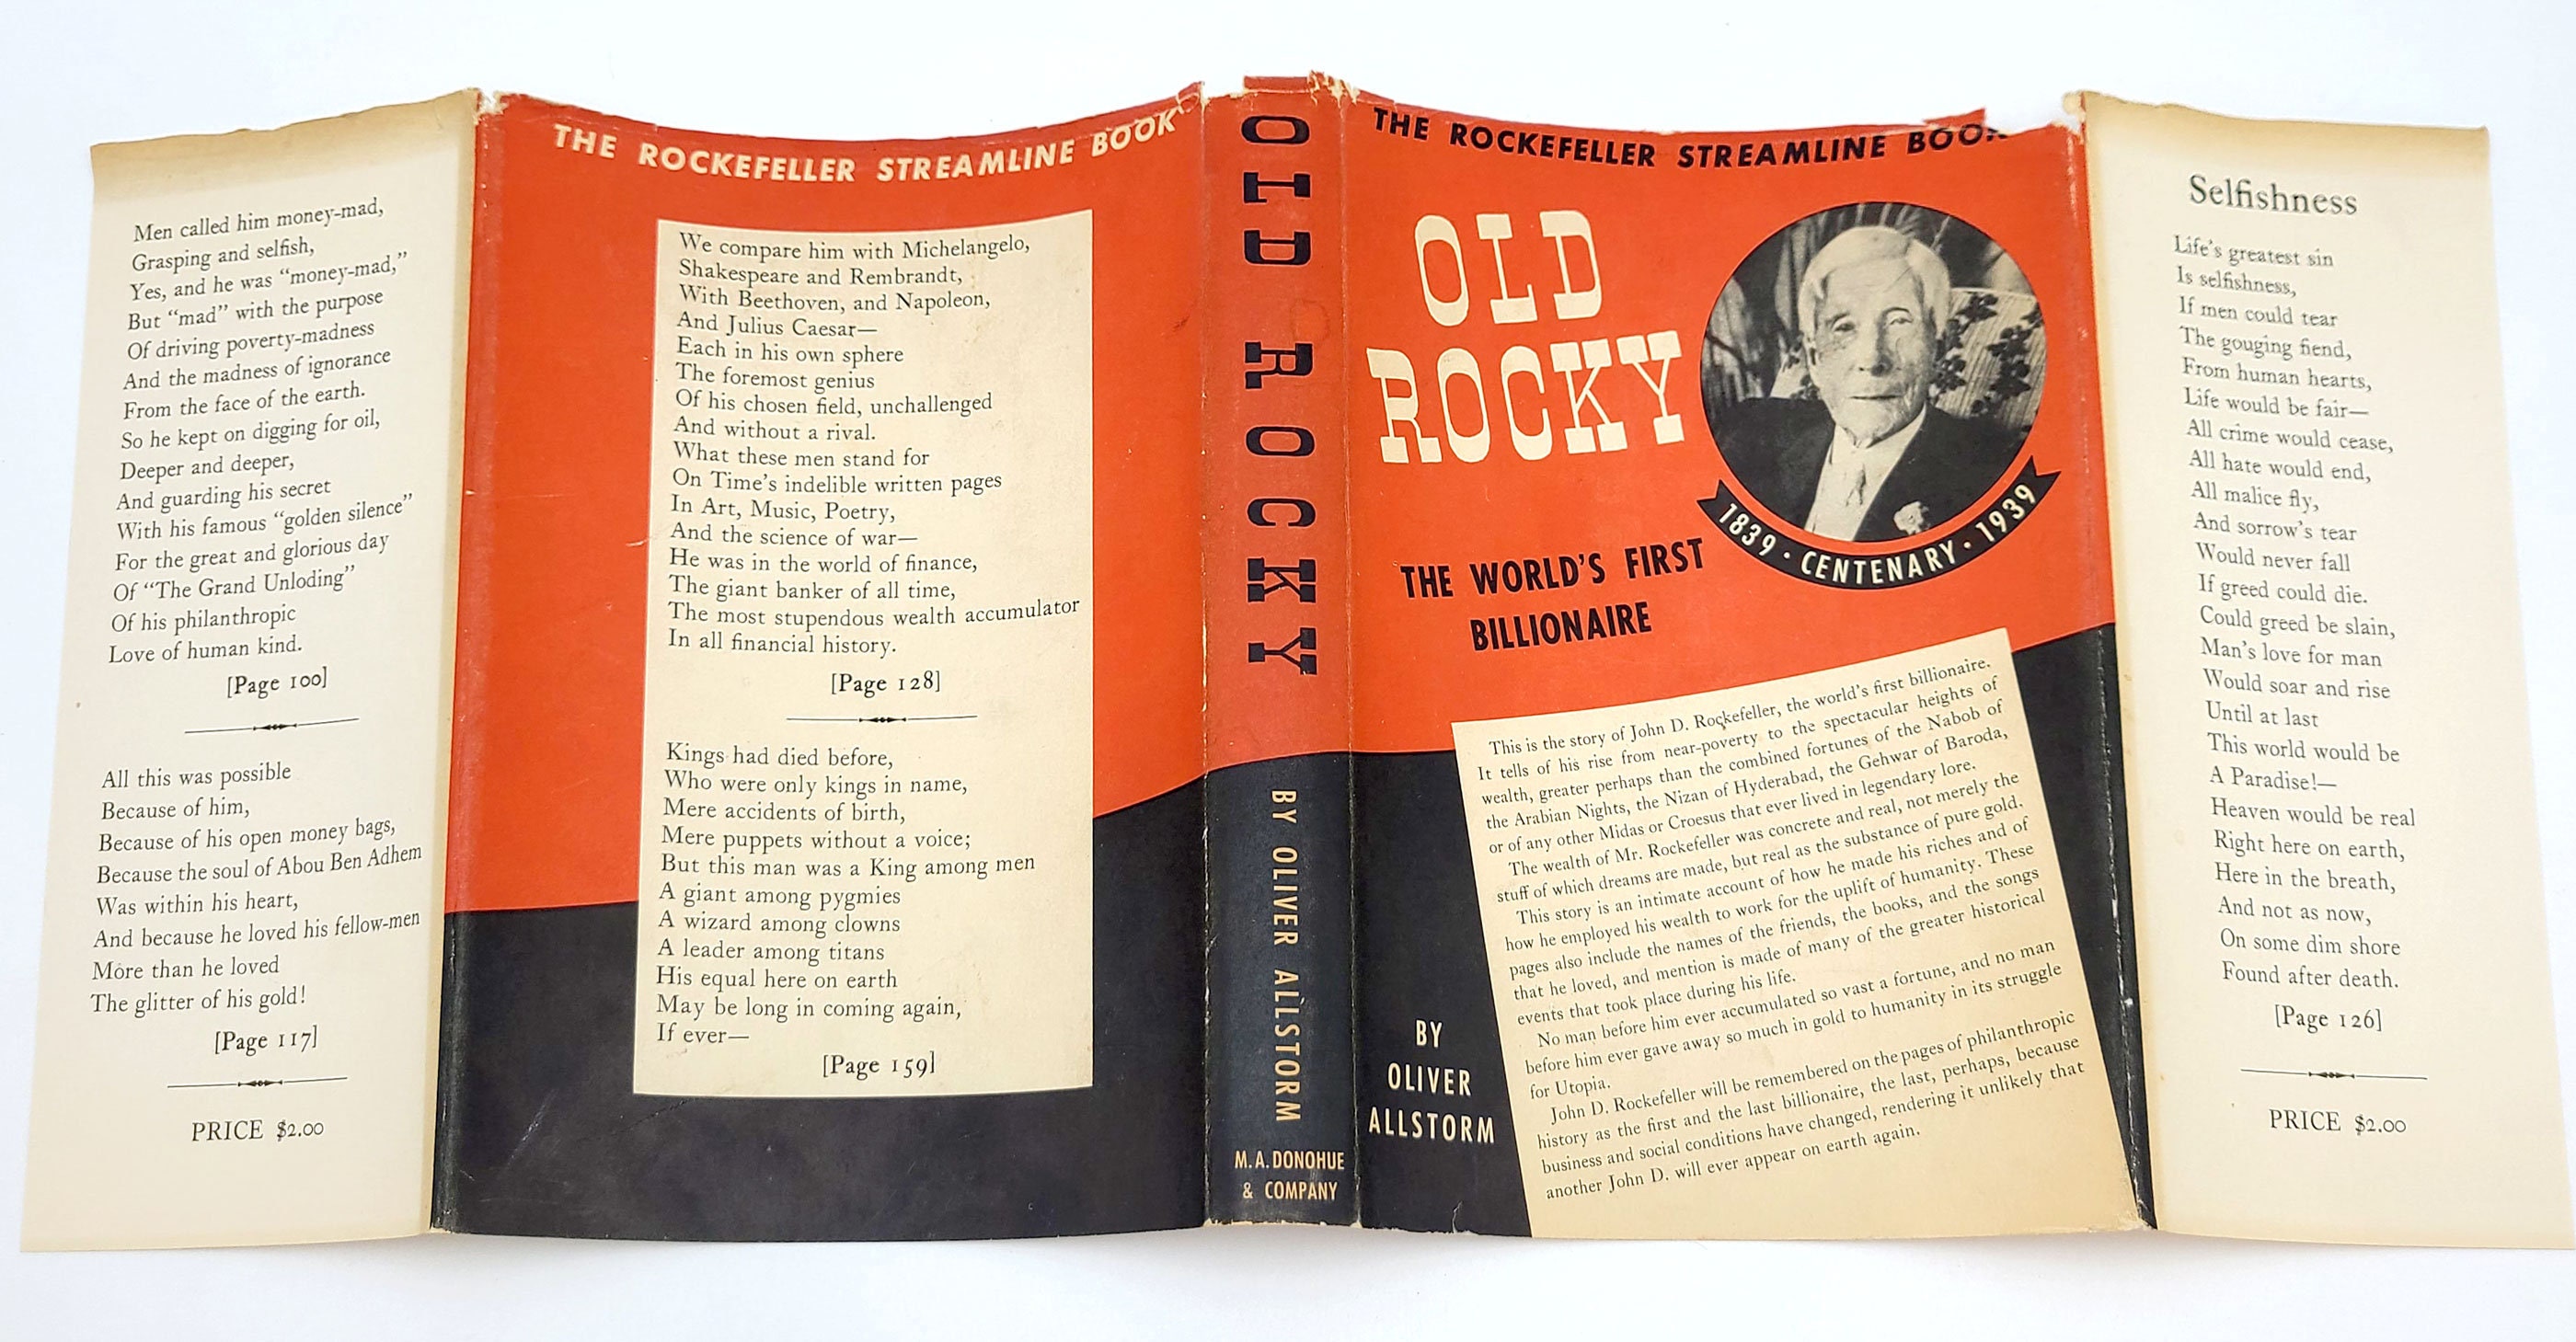 Men called him money-mad,
Grasping and selfish,
Yes, and he was “money-mad,”
But “mad” with the purpose
Of driving poverty-madness
And the madness of ignorance
From the face of the earth.
So he kept on digging for oil,
Deeper and deeper,
And guarding his secret
With his famous “golden silence”
For the great and glorious day
Of “The Grand Unloding”
Of his philanthropic
Love of human kind.
[Page 100]
All this was possible
Because of him,
Because of his open money bags,
Because the soul of Abou Ben Adhem
Was within his heart,
And because he loved his fellow-men
More than he loved
The glitter of his gold!
[Page 117]
PRICE $2.00
THE ROCKEFELLER STREAMLINE BOOK
We compare him with Michelangelo,
Shakespeare and Rembrandt,
With Beethoven, and Napoleon,
And Julius Caesar—
Each in his own sphere
The foremost genius
Of his chosen field, unchallenged
And without a rival.
What these men stand for
On Time’s indelible written pages
In Art, Music, Poetry,
And the science of war—
He was in the world of finance,
The giant banker of all time,
The most stupendous wealth accumulator
In all financial history.
[Page 128]
Kings had died before,
Who were only kings in name,
Mere accidents of birth,
Mere puppets without a voice;
But this man was a King among men
A giant among pygmies
A wizard among clowns
A leader among titans
His equal here on earth
May be long in coming again,
If ever—
[Page 159]
OLD ROCKY
BY OLIVER ALLSTORM
M. A. DONOHUE
& COMPANY
THE ROCKEFELLER STREAMLINE BOOK
OLD
ROCKY
1839 · CENTENARY · 1939
THE WORLD’S FIRST
BILLIONAIRE
This is the story of John D. Rockefeller, the world’s first billionaire.
It tells of his rise from near-poverty to the spectacular heights of
wealth, greater perhaps than the combined fortunes of the Nabob of
the Arabian Nights, the Nizan of Hyderabad, the Gehwar of Baroda,
or of any other Midas or Croesus that ever lived in legendary lore.
The wealth of Mr. Rockefeller was concrete and real, not merely the
stuff of which dreams are made, but real as the substance of pure gold.
This story is an intimate account of how he made his riches and of
how he employed his wealth to work for the uplift of humanity. These
pages also include the names of the friends, the books, and the songs
that he loved, and mention is made of many of the greater historical
events that took place during his life.
No man before him ever accumulated so vast a fortune, and no man
before him ever gave away so much in gold to humanity in its struggle
for Utopia.
John D. Rockefeller will be remembered on the pages of philanthropic
history as the first and the last billionaire, the last, perhaps, because
business and social conditions have changed, rendering it unlikely that
another John D. will ever appear on earth again.
BY
OLIVER
ALLSTORM
Selfishness
Life’s greatest sin
Is selfishness,
If men could tear
The gouging fiend,
From human hearts,
Life would be fair—
All crime would cease,
All hate would end,
All malice fly,
And sorrow’s tear
Would never fall
If greed could die.
Could greed be slain,
Man’s love for man
Would soar and rise
Until at last
This world would be
A Paradise!—
Heaven would be real
Right here on earth,
Here in the breath,
And not as now,
On some dim shore
Found after death.
[Page 126]
PRICE $2.00